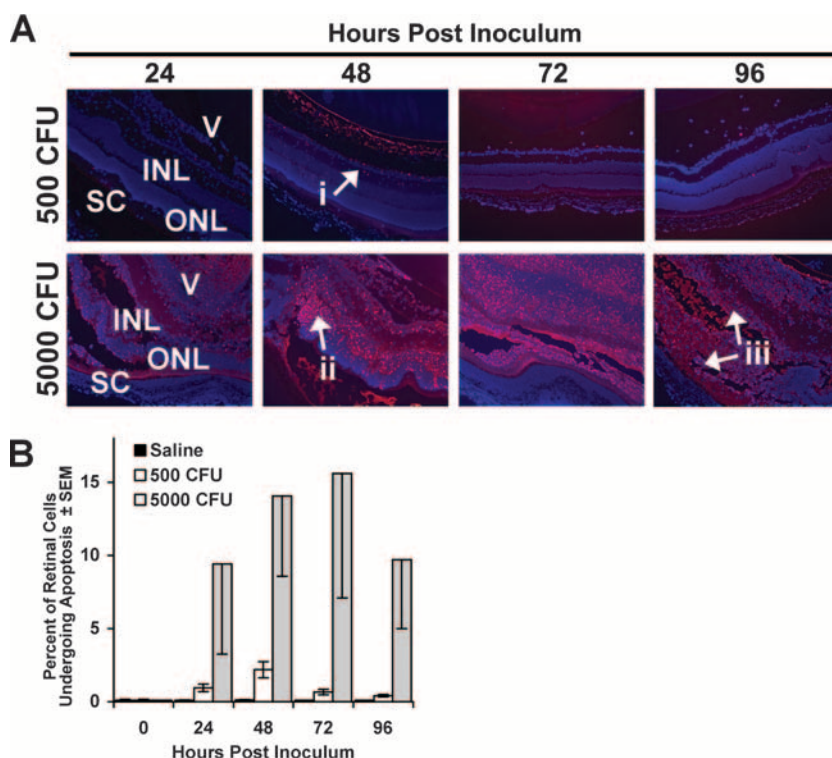 A
Hours Post Inoculum
24 48 72 96
500 CFU
V
INL
SC
ONL
i
5000 CFU
V
INL
ONL
SC
ii
iii
B
Saline
500 CFU
5000 CFU
Percent of Retinal Cells
Undergoing Apoptosis ± SEM
15
10
5
0
0 24 48 72 96
Hours Post Inoculum